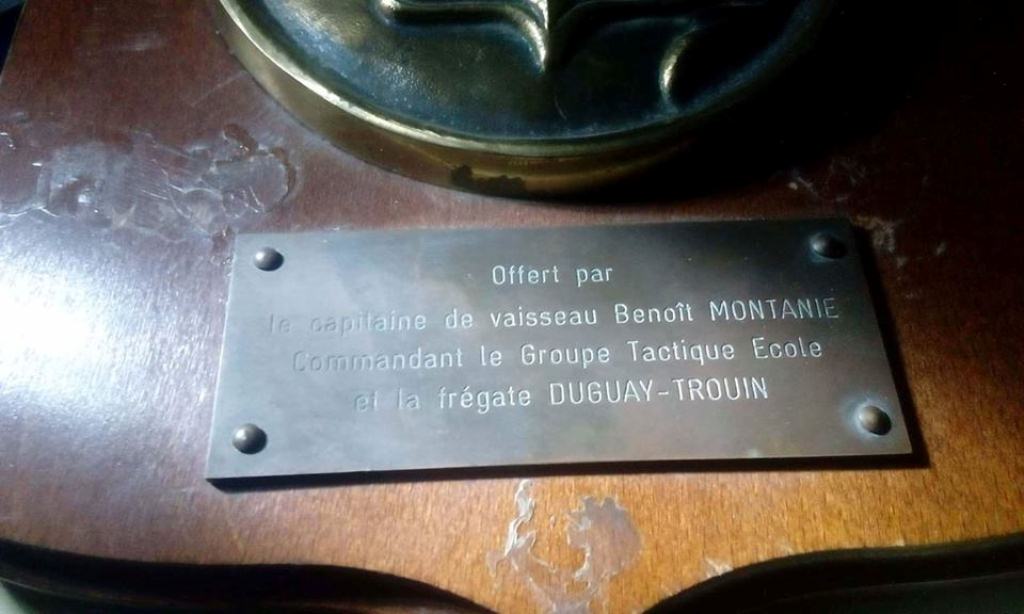 Offert par
le capitaine de vaisseau Benoît MONTANIE
Commandant le Groupe Tactique Ecole
et la frégate DUGUAY-TROUIN